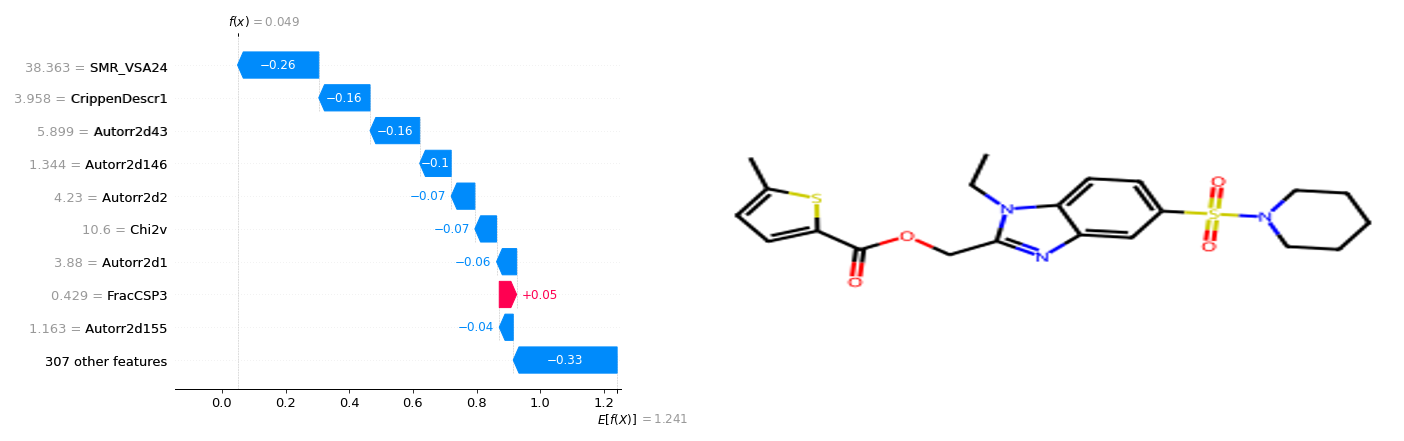 f(x) = 0.049
38.363 = SMR_VSA24
−0.26
3.958 = CrippenDescr1
−0.16
5.899 = Autorr2d43
−0.16
1.344 = Autorr2d146
−0.1
4.23 = Autorr2d2
−0.07
10.6 = Chi2v
−0.07
3.88 = Autorr2d1
−0.06
0.429 = FracCSP3
+0.05
1.163 = Autorr2d155
−0.04
307 other features
−0.33
0.0 0.2 0.4 0.6 0.8 1.0 1.2
E[f(X)] = 1.241
S
O
O
N
N
O
S
O
N